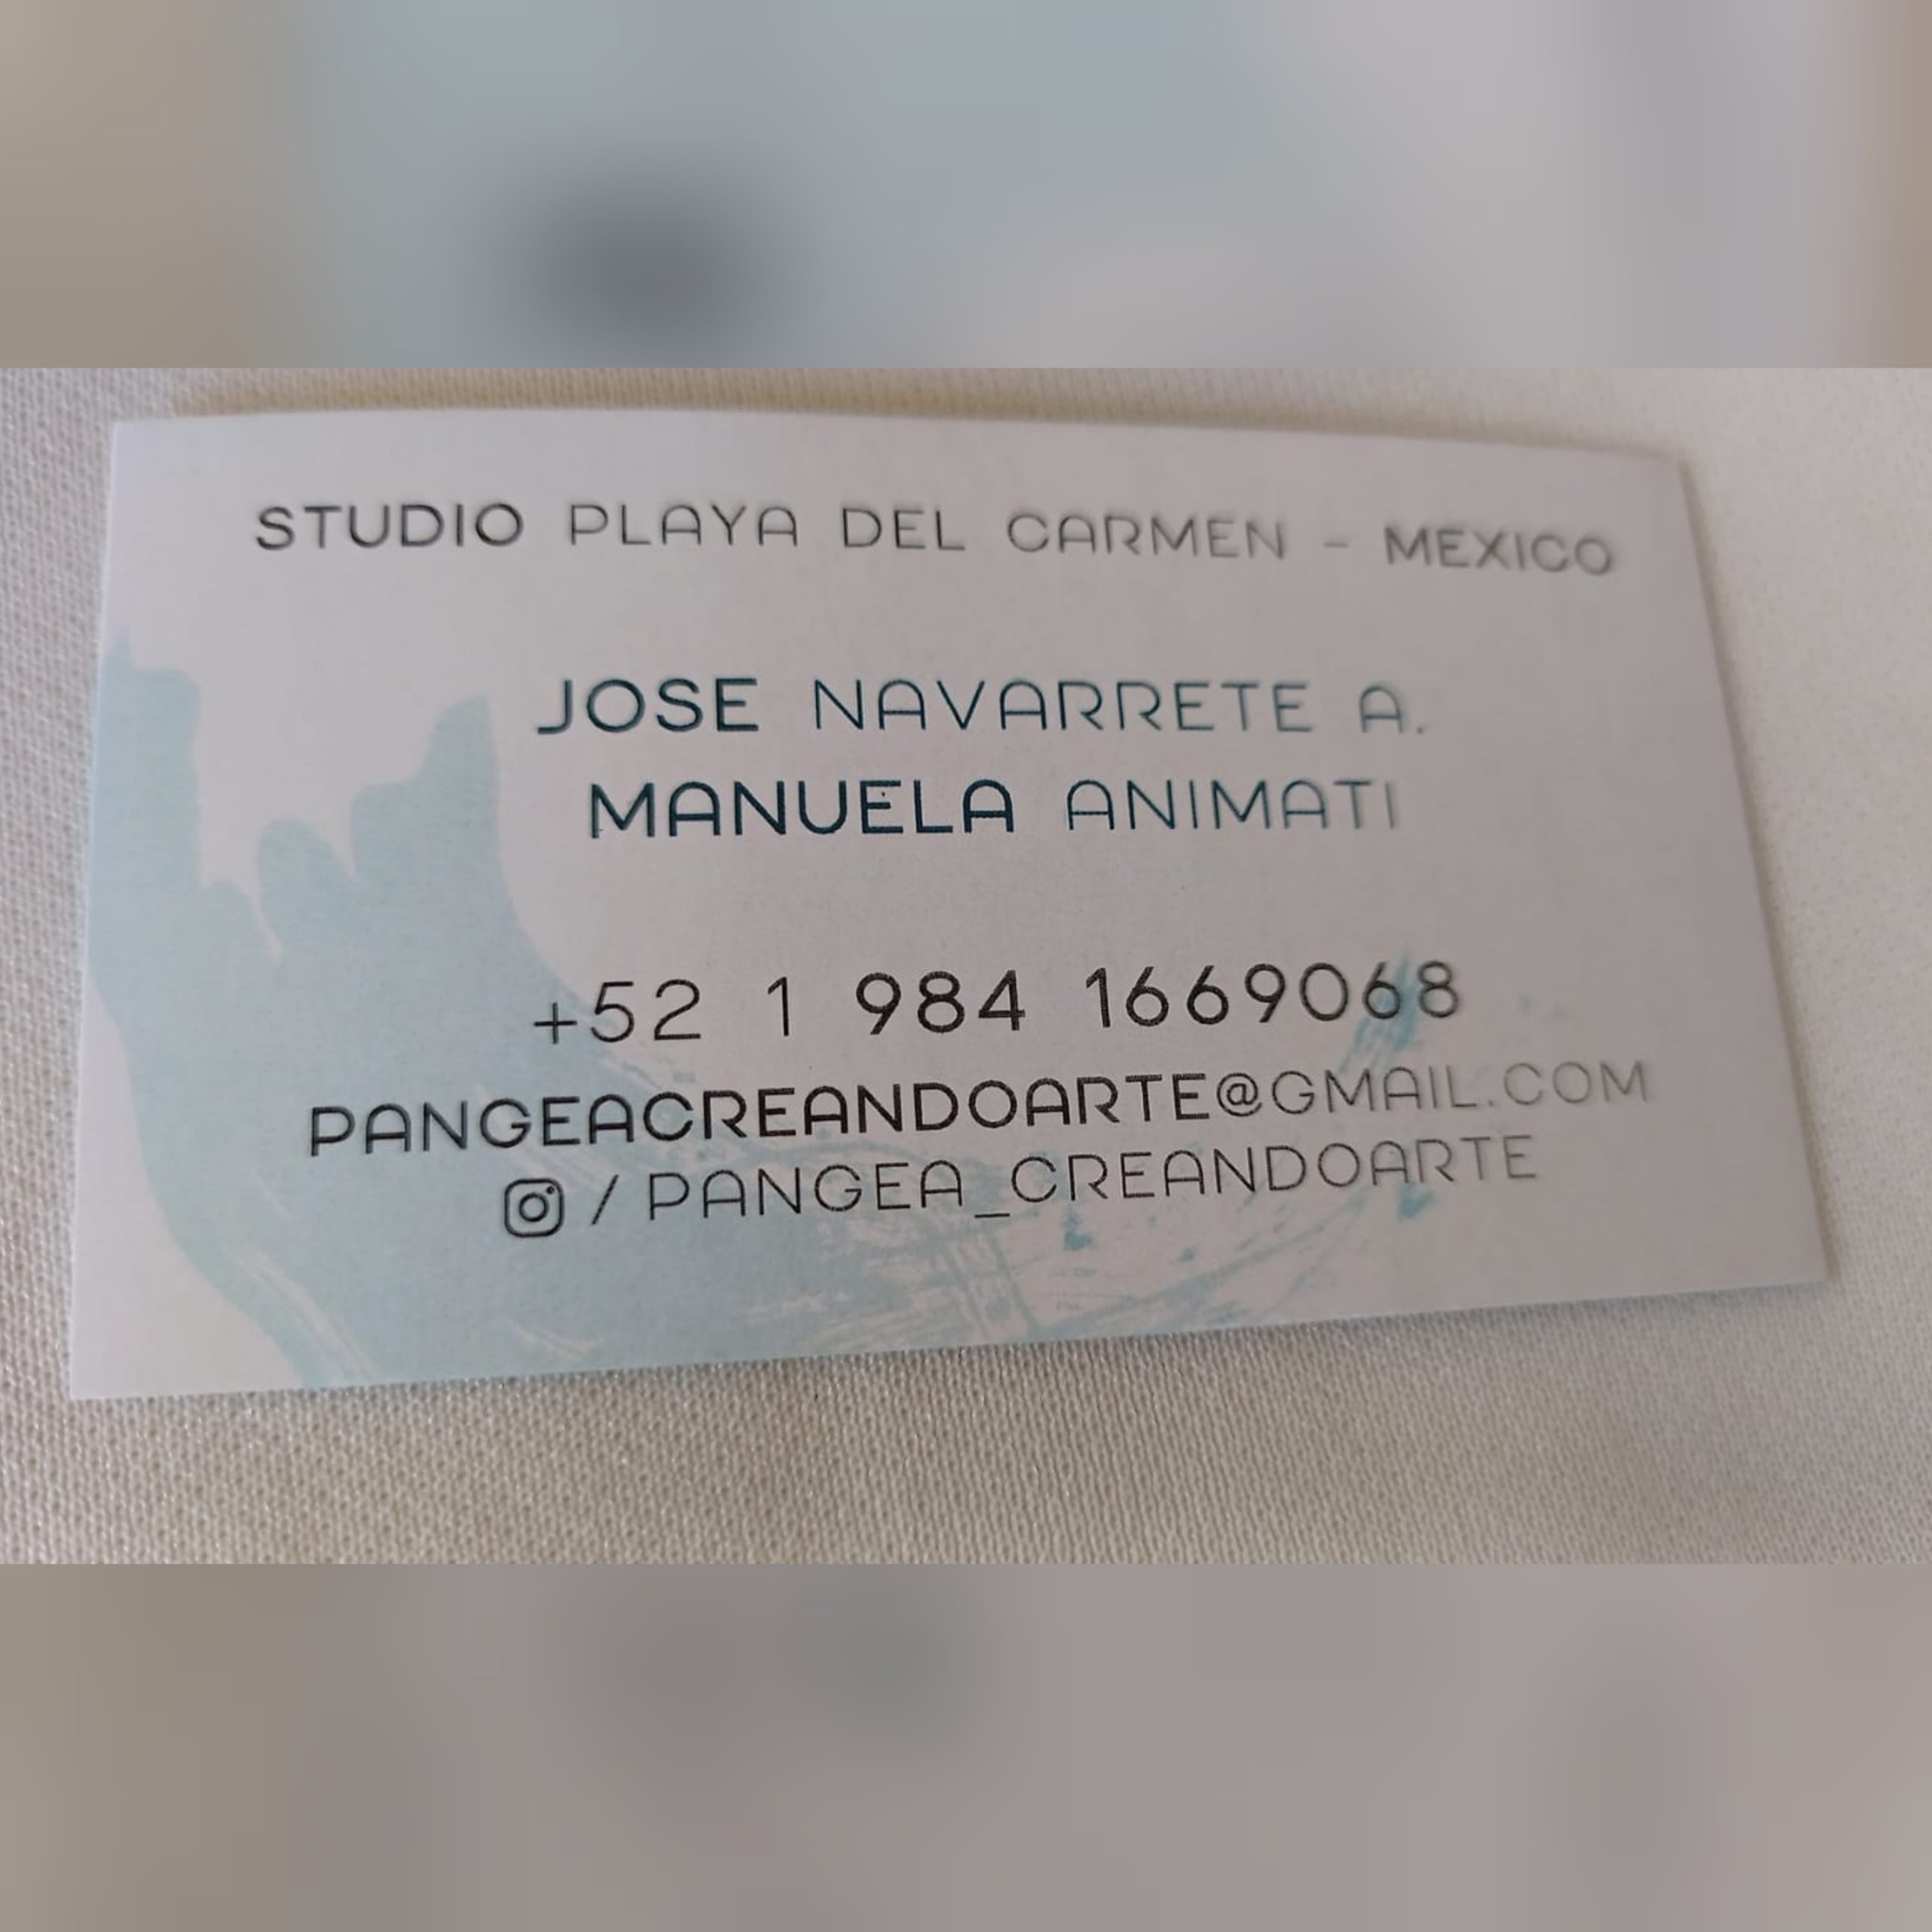 STUDIO PLAYA DEL CARMEN - MEXICO
JOSE NAVARRETE A.
MANUELA ANIMATI
+52 1 984 1669068
PANGEACREANDOARTE@GMAIL.COM
/ PANGEA_CREANDOARTE